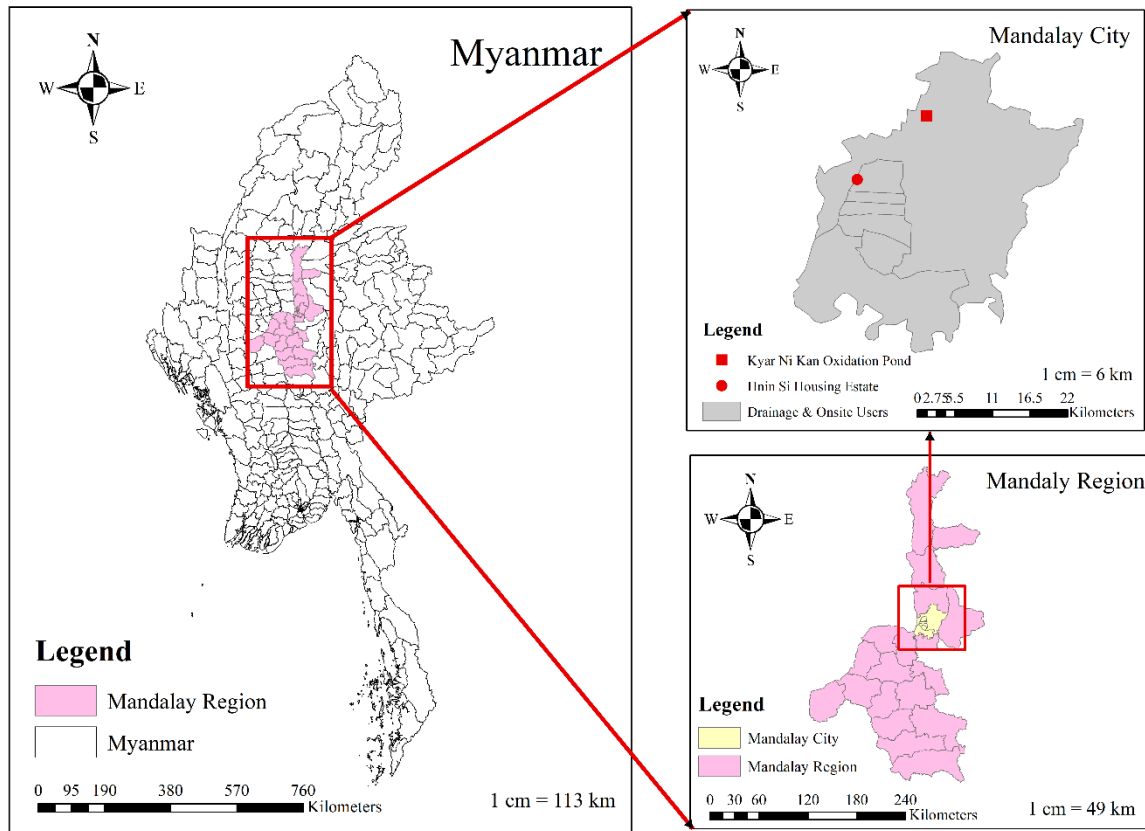 Myanmar
N
W E
S
Legend
Mandalay Region
Myanmar
0 95 190 380 570 760
Kilometers
1 cm = 113 km
Mandalay City
N
W E
S
Legend
Kyar Ni Kan Oxidation Pond
Hnin Si Housing Estate
Drainage & Onsite Users
1 cm = 6 km
0 2.75 5.5 11 16.5 22
Kilometers
Mandaly Region
N
W E
S
Legend
Mandalay City
Mandalay Region
0 30 60 120 180 240
Kilometers
1 cm = 49 km